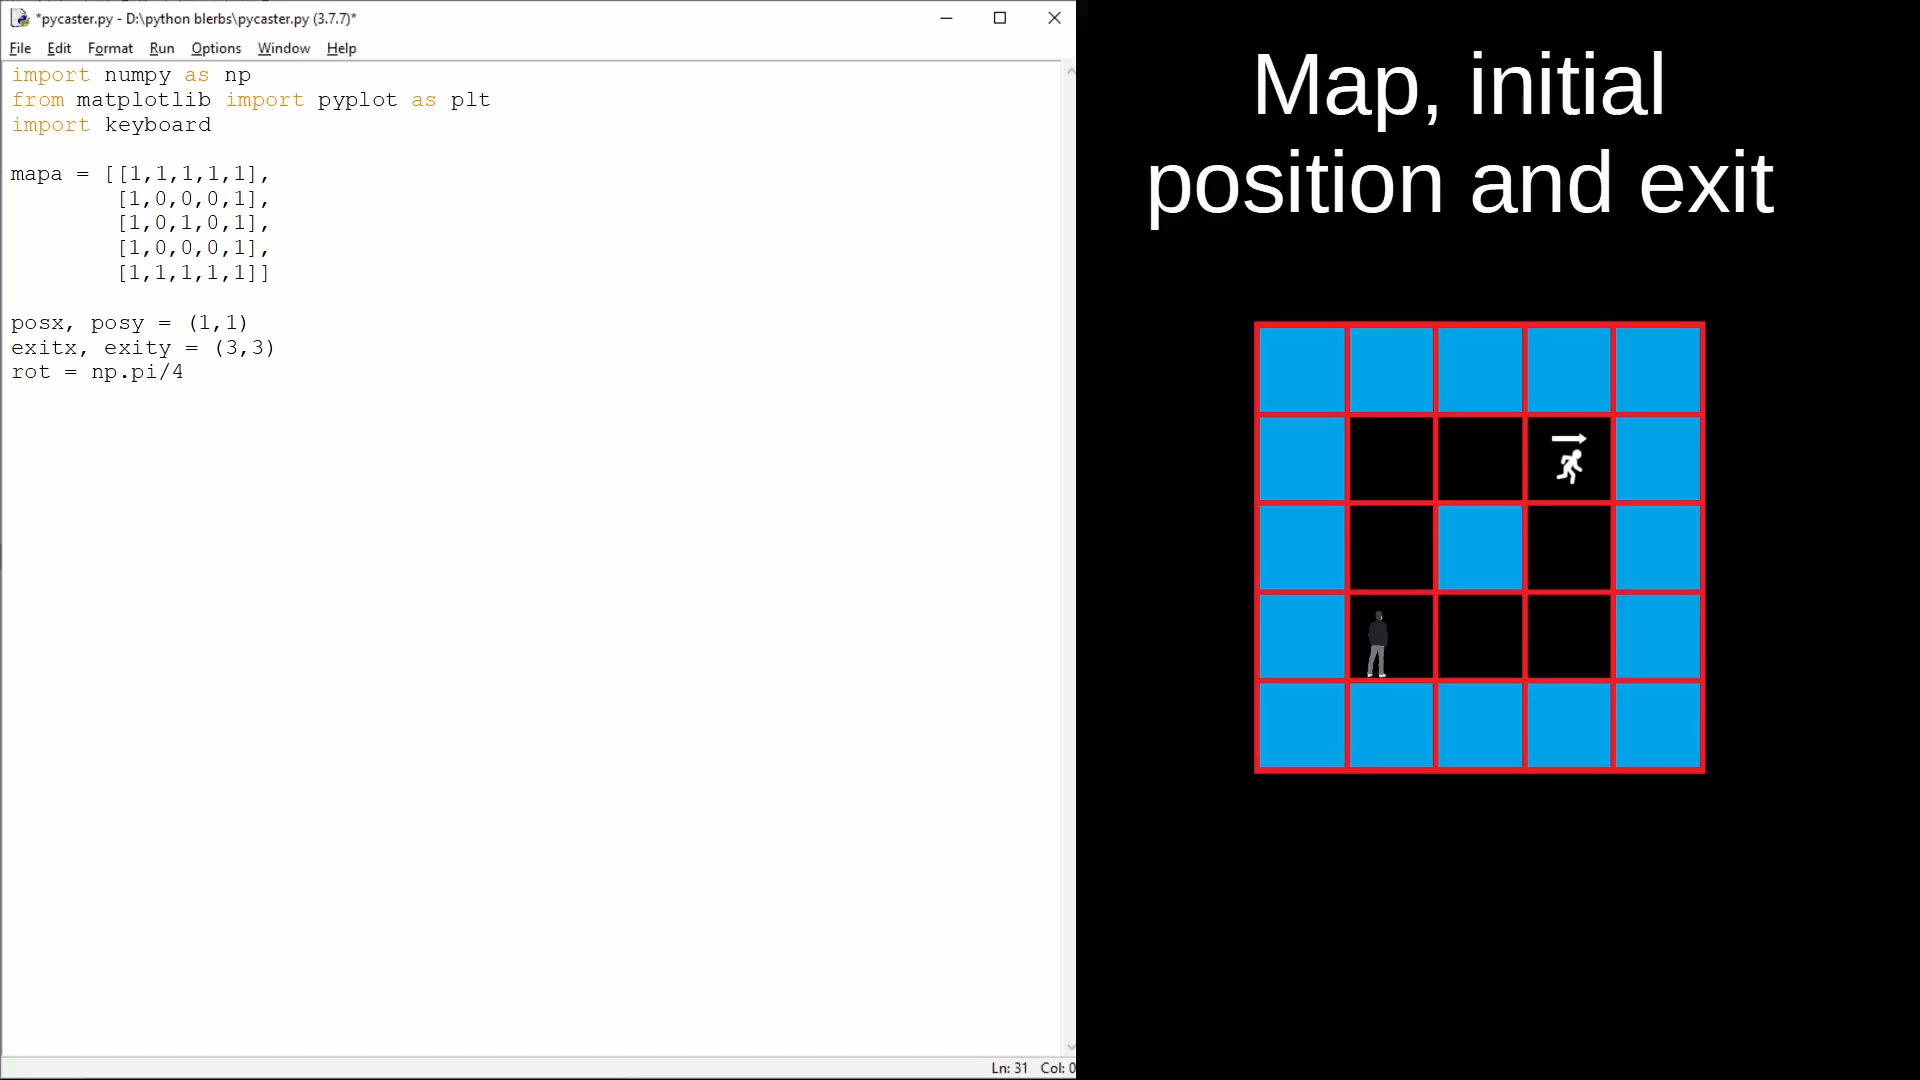 *pycaster.py - D:\python blerbs\pycaster.py (3.7.7)*
File Edit Format Run Options Window Help
import numpy as np
from matplotlib import pyplot as plt
import keyboard
mapa = [[1,1,1,1,1],
[1,0,0,0,1],
[1,0,1,0,1],
[1,0,0,0,1],
[1,1,1,1,1]]
posx, posy = (1,1)
exitx, exity = (3,3)
rot = np.pi/4
Ln: 31 Col: 0
Map, initial
position and exit